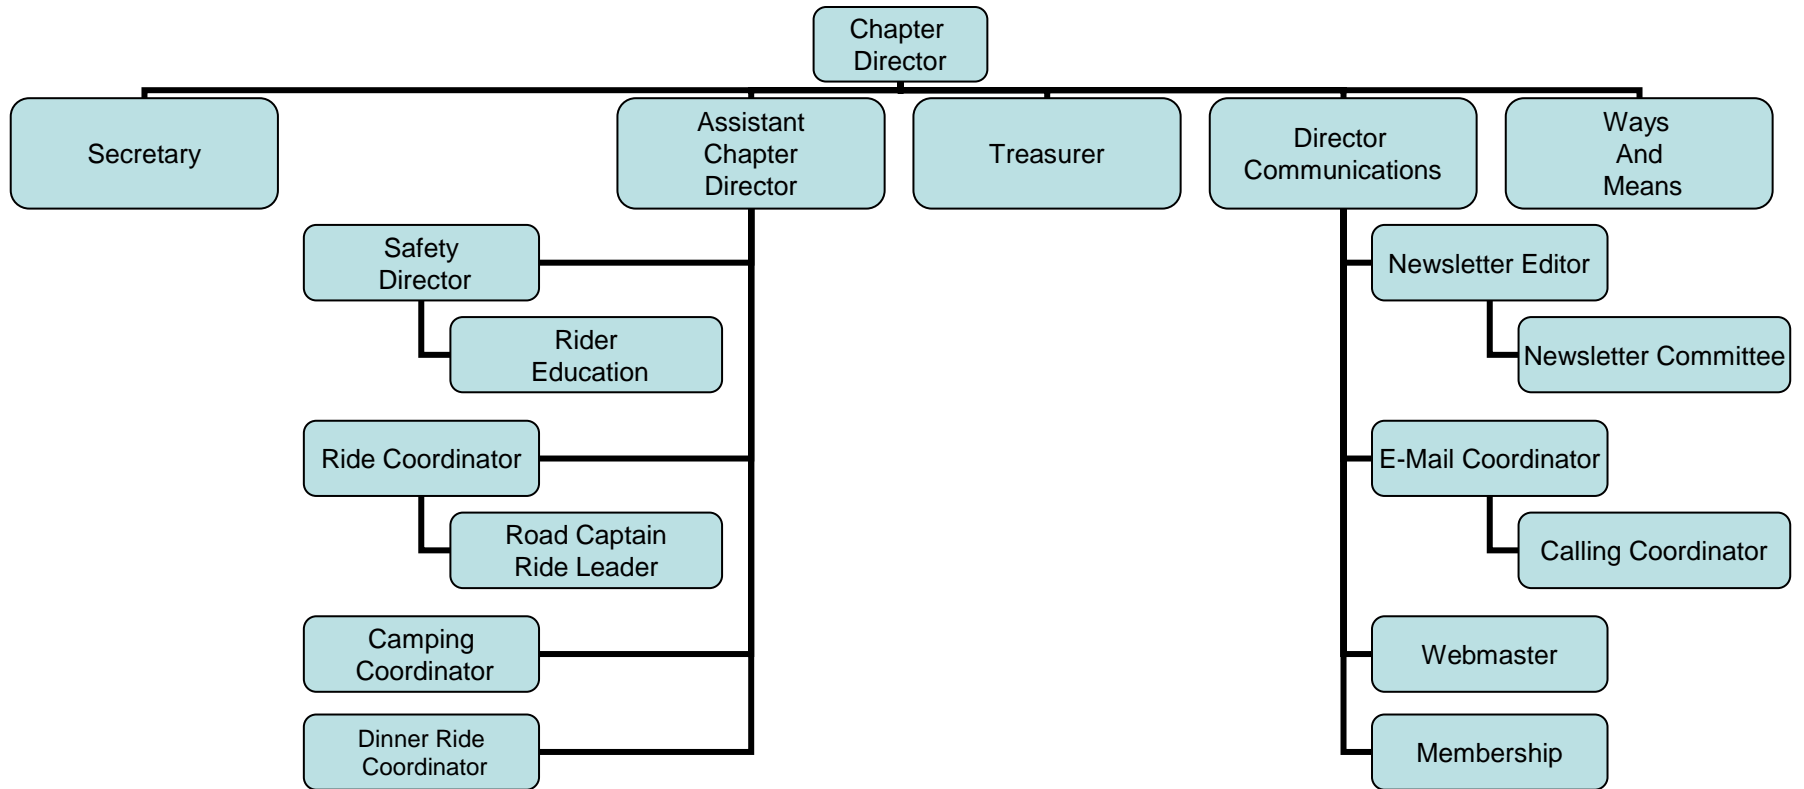 Chapter
Director
Secretary
Assistant
Chapter
Director
Treasurer
Director
Communications
Ways
And
Means
Safety
Director
Newsletter Editor
Rider
Education
Newsletter Committee
Ride Coordinator
E-Mail Coordinator
Road Captain
Ride Leader
Calling Coordinator
Camping
Coordinator
Webmaster
Dinner Ride
Coordinator
Membership